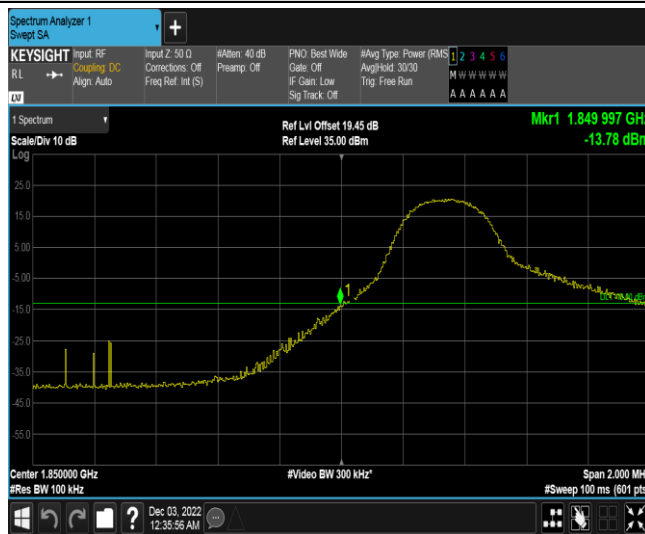 Spectrum Analyzer 1
Swept SA
+
KEYSIGHT
RL
LXI
Input: RF
Coupling: DC
Align: Auto
Input Z: 50 Ω
Corrections: Off
Freq Ref: Int (S)
#Atten: 40 dB
Preamp: Off
PNO: Best Wide
Gate: Off
IF Gain: Low
Sig Track: Off
#Avg Type: Power (RMS
Avg|Hold: 30/30
Trig: Free Run
1 2 3 4 5 6
M W W W W W
A A A A A A
1 Spectrum
Scale/Div 10 dB
Log
Ref Lvl Offset 19.45 dB
Ref Level 35.00 dBm
Mkr1 1.849 997 GHz
-13.78 dBm
25.0
15.0
5.00
-5.00
-15.0
-25.0
-35.0
-45.0
-55.0
1
Center 1.850000 GHz
#Res BW 100 kHz
#Video BW 300 kHz*
Span 2.000 MH
#Sweep 100 ms (601 pts
?
Dec 03, 2022
12:35:56 AM